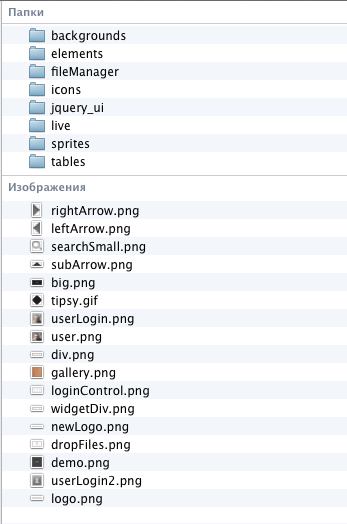 Папки
backgrounds
elements
fileManager
icons
jquery_ui
live
sprites
tables
Изображения
rightArrow.png
leftArrow.png
searchSmall.png
subArrow.png
big.png
tipsy.gif
userLogin.png
user.png
div.png
gallery.png
loginControl.png
widgetDiv.png
newLogo.png
dropFiles.png
demo.png
userLogin2.png
logo.png